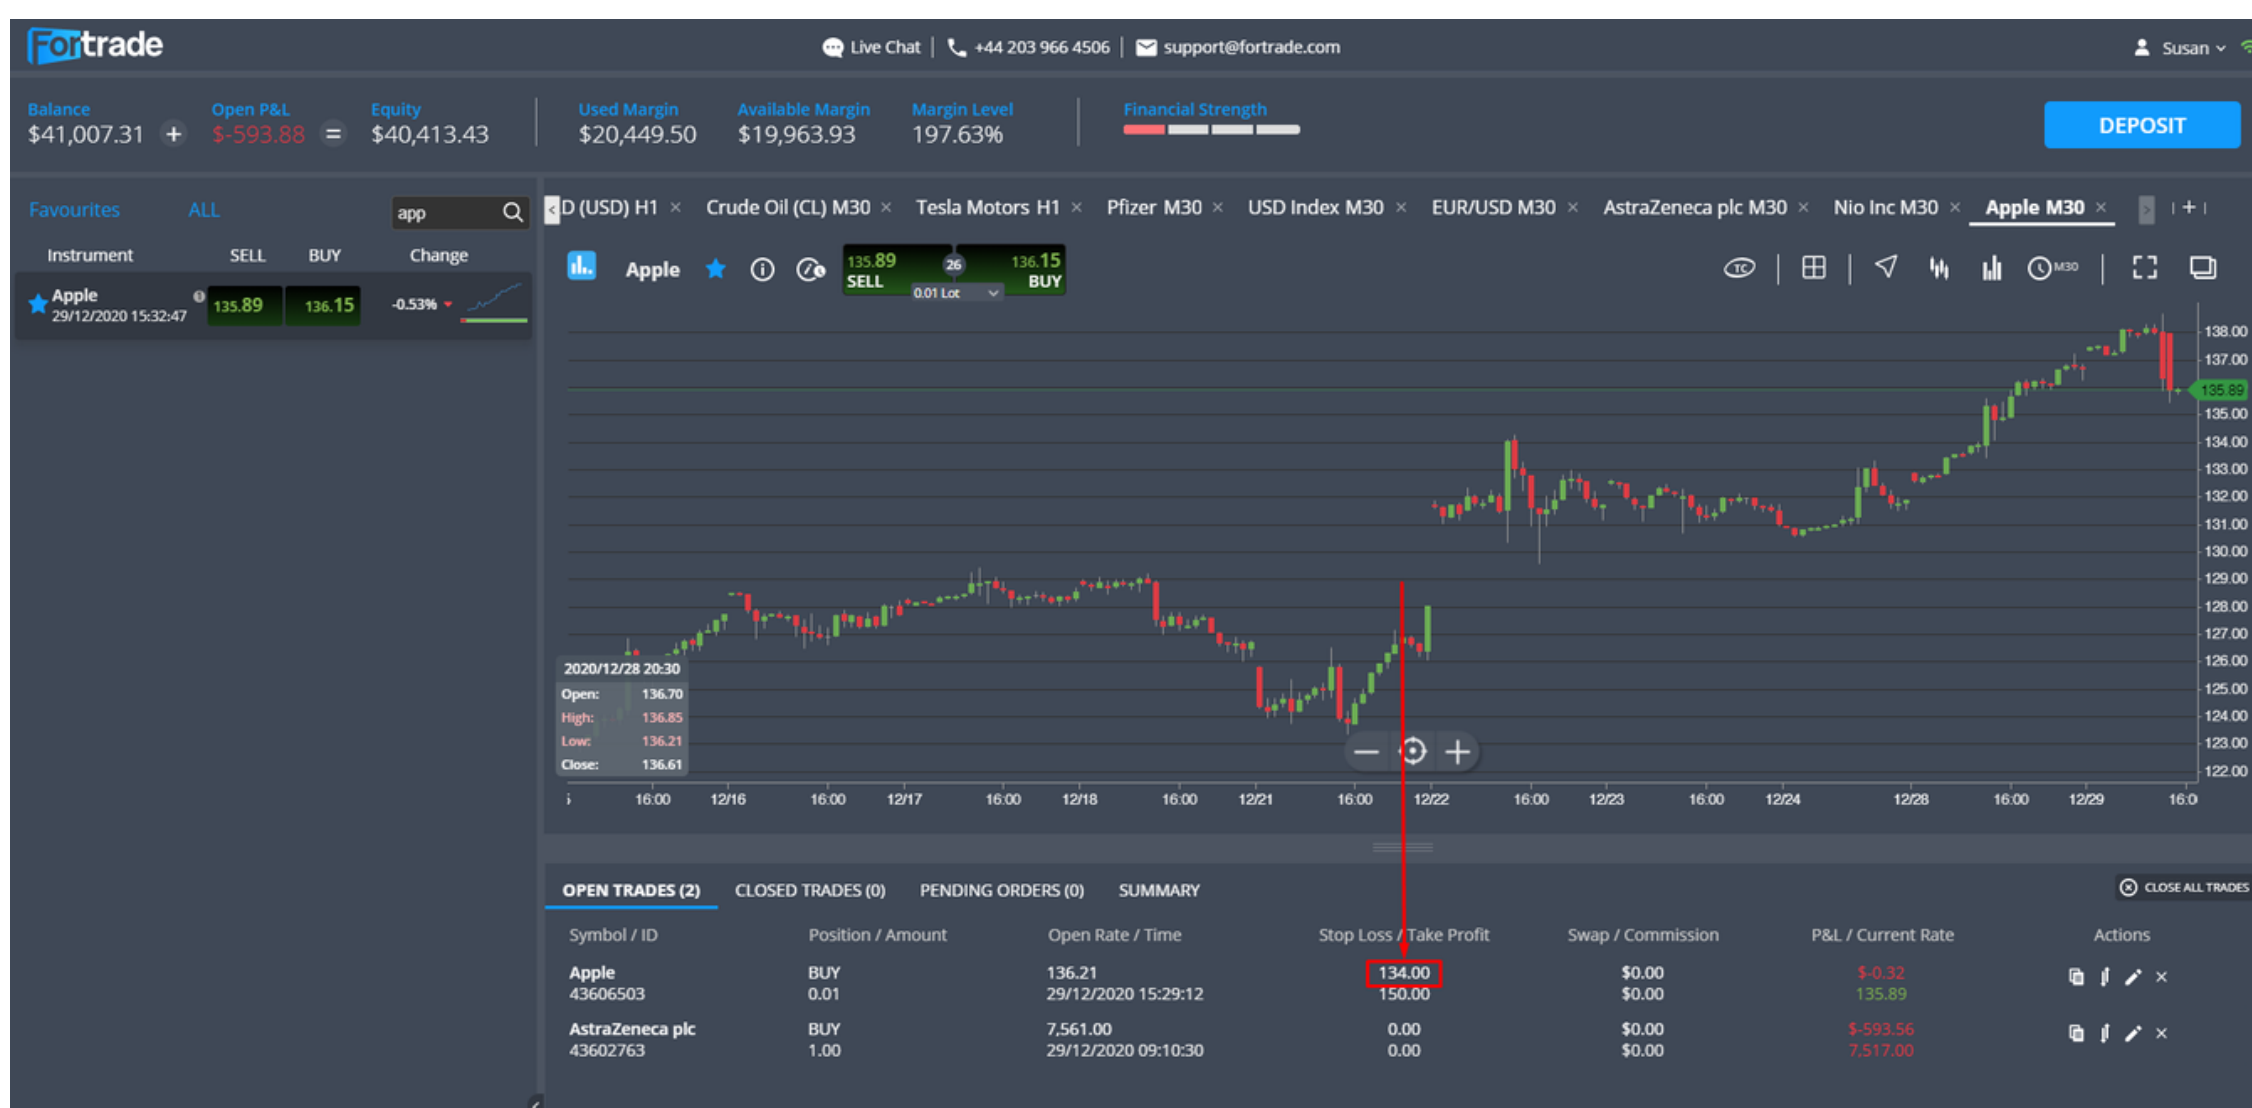 Fortrade
Live Chat | +44 203 966 4506 | support@fortrade.com
Susan
Balance Open P&L Equity Used Margin Available Margin Margin Level Financial Strength
$41,007.31 + $-593.88 = $40,413.43 $20,449.50 $19,963.93 197.63%
DEPOSIT
Favourites ALL app
Instrument SELL BUY Change
Apple 135.89 136.15 -0.53%
29/12/2020 15:32:47
D (USD) H1 × Crude Oil (CL) M30 × Tesla Motors H1 × Pfizer M30 × USD Index M30 × EUR/USD M30 × AstraZeneca plc M30 × Nio Inc M30 × Apple M30 ×
Apple
135.89 26 136.15
SELL 0.01 Lot BUY
TC
M30
138.00
137.00
135.89
135.00
134.00
133.00
132.00
131.00
130.00
129.00
128.00
127.00
126.00
125.00
124.00
123.00
122.00
2020/12/28 20:30
Open: 136.70
High: 136.85
Low: 136.21
Close: 136.61
16:00 12/16 16:00 12/17 16:00 12/18 16:00 12/21 16:00 12/22 16:00 12/23 16:00 12/24 12/28 16:00 12/29 16:0
OPEN TRADES (2) CLOSED TRADES (0) PENDING ORDERS (0) SUMMARY
CLOSE ALL TRADES
Symbol / ID Position / Amount Open Rate / Time Stop Loss / Take Profit Swap / Commission P&L / Current Rate Actions
Apple BUY 136.21 134.00 $0.00 $-0.32
43606503 0.01 29/12/2020 15:29:12 150.00 $0.00 135.89
AstraZeneca plc BUY 7,561.00 0.00 $0.00 $-593.56
43602763 1.00 29/12/2020 09:10:30 0.00 $0.00 7,517.00